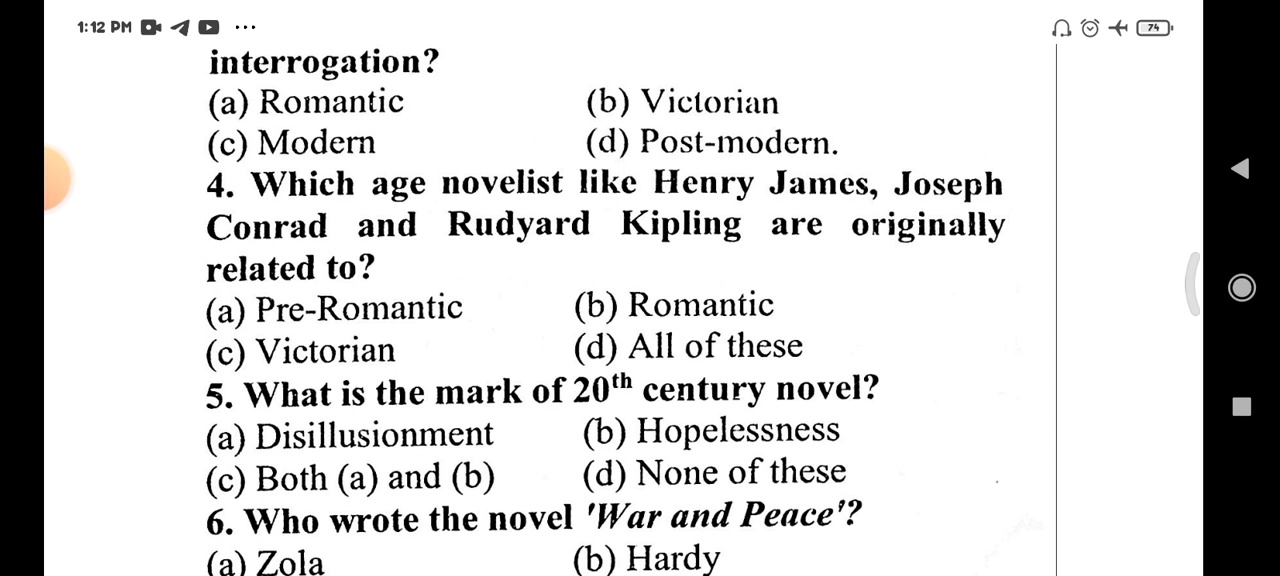 1:12 PM ...
74
interrogation?
(a) Romantic (b) Victorian
(c) Modern (d) Post-modern.
4. Which age novelist like Henry James, Joseph
Conrad and Rudyard Kipling are originally
related to?
(a) Pre-Romantic (b) Romantic
(c) Victorian (d) All of these
5. What is the mark of 20th century novel?
(a) Disillusionment (b) Hopelessness
(c) Both (a) and (b) (d) None of these
6. Who wrote the novel 'War and Peace'?
(a) Zola (b) Hardy